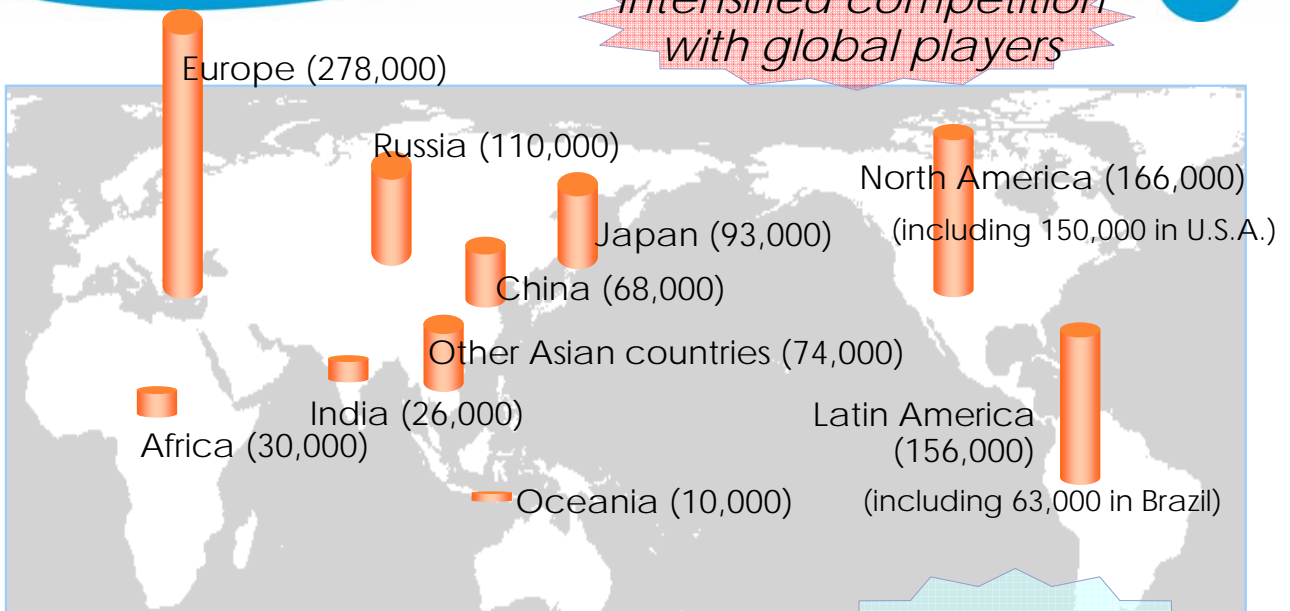 intensified competition
with global players
Europe (278,000)
Russia (110,000)
North America (166,000)
(including 150,000 in U.S.A.)
Japan (93,000)
China (68,000)
Other Asian countries (74,000)
India (26,000)
Africa (30,000)
Latin America
(156,000)
(including 63,000 in Brazil)
Oceania (10,000)